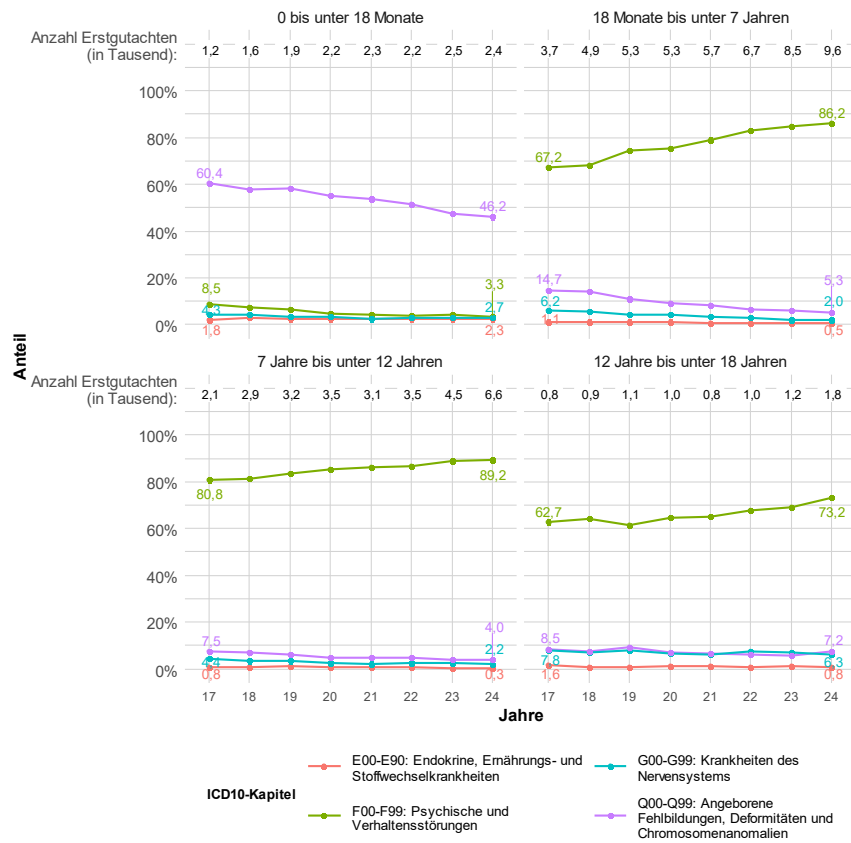 0 bis unter 18 Monate
18 Monate bis unter 7 Jahren
Anzahl Erstgutachten
(in Tausend):
1,2 1,6 1,9 2,2 2,3 2,2 2,5 2,4
3,7 4,9 5,3 5,3 5,7 6,7 8,5 9,6
100%
80%
60%
40%
20%
0%
60,4
46,2
8,5
3,3
4,3
2,7
1,8
2,3
67,2
86,2
14,7
5,3
6,2
2,0
1,1
0,5
Anteil
7 Jahre bis unter 12 Jahren
12 Jahre bis unter 18 Jahren
Anzahl Erstgutachten
(in Tausend):
2,1 2,9 3,2 3,5 3,1 3,5 4,5 6,6
0,8 0,9 1,1 1,0 0,8 1,0 1,2 1,8
100%
80%
60%
40%
20%
0%
80,8
89,2
7,5
4,0
4,4
2,2
0,8
0,3
62,7
73,2
8,5
7,2
7,8
6,3
1,6
0,8
17 18 19 20 21 22 23 24
17 18 19 20 21 22 23 24
Jahre
ICD10-Kapitel
E00-E90: Endokrine, Ernährungs- und
Stoffwechselkrankheiten
F00-F99: Psychische und
Verhaltensstörungen
G00-G99: Krankheiten des
Nervensystems
Q00-Q99: Angeborene
Fehlbildungen, Deformitäten und
Chromosomenanomalien